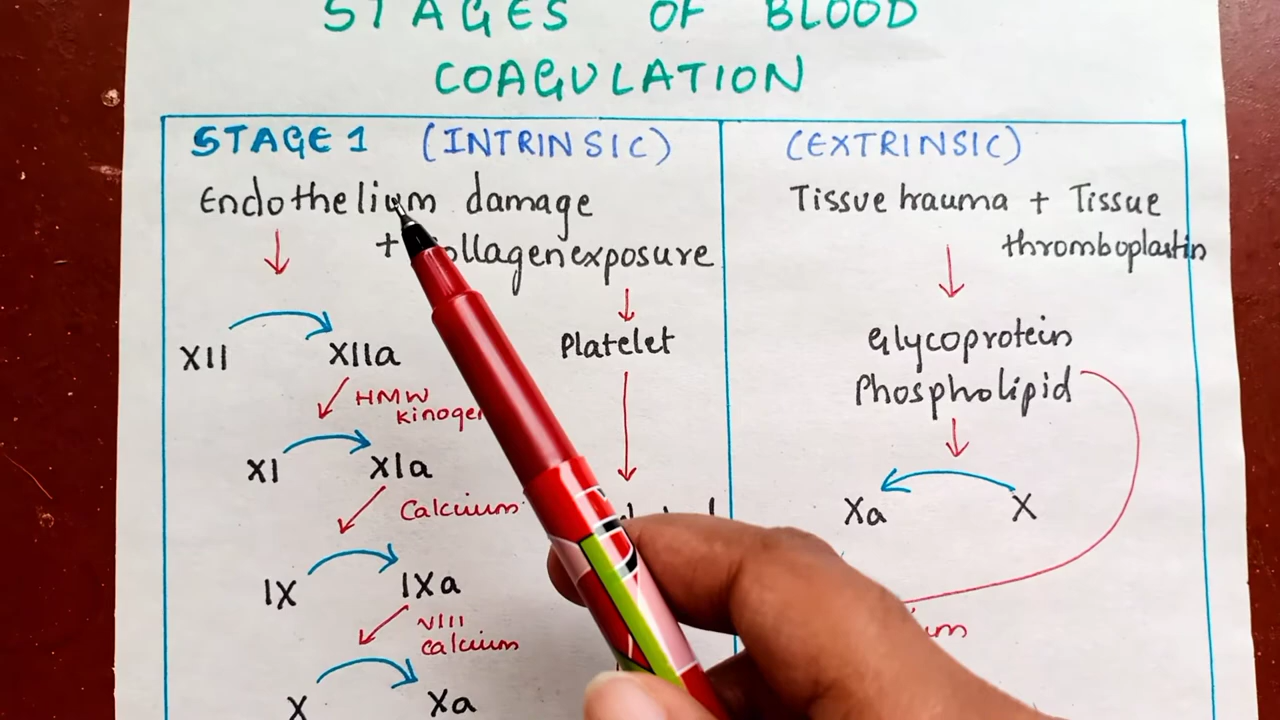 STAGES OF BLOOD
COAGULATION
STAGE 1 (INTRINSIC)
Endothelium damage
+ Collagen exposure
Platelet
XII XIIa
HMW
XI XIa
Calcium
IX IXa
VIII
calcium
X Xa
(EXTRINSIC)
Tissue trauma + Tissue
thromboplastin
Glycoprotein
Phospholipid
Xa X